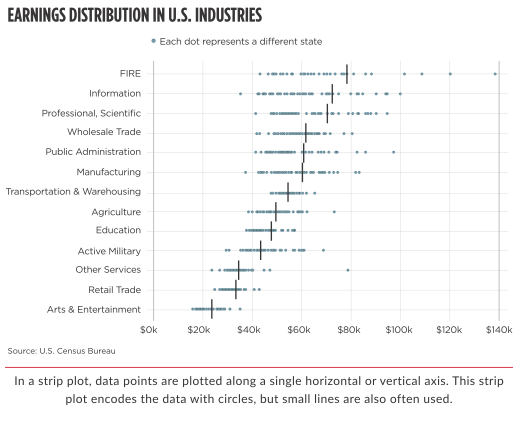 EARNINGS DISTRIBUTION IN U.S. INDUSTRIES
Each dot represents a different state
FIRE
Information
Professional, Scientific
Wholesale Trade
Public Administration
Manufacturing
Transportation & Warehousing
Agriculture
Education
Active Military
Other Services
Retail Trade
Arts & Entertainment
$0k $20k $40k $60k $80k $100k $120k $140k
Source: U.S. Census Bureau
In a strip plot, data points are plotted along a single horizontal or vertical axis. This strip
plot encodes the data with circles, but small lines are also often used.